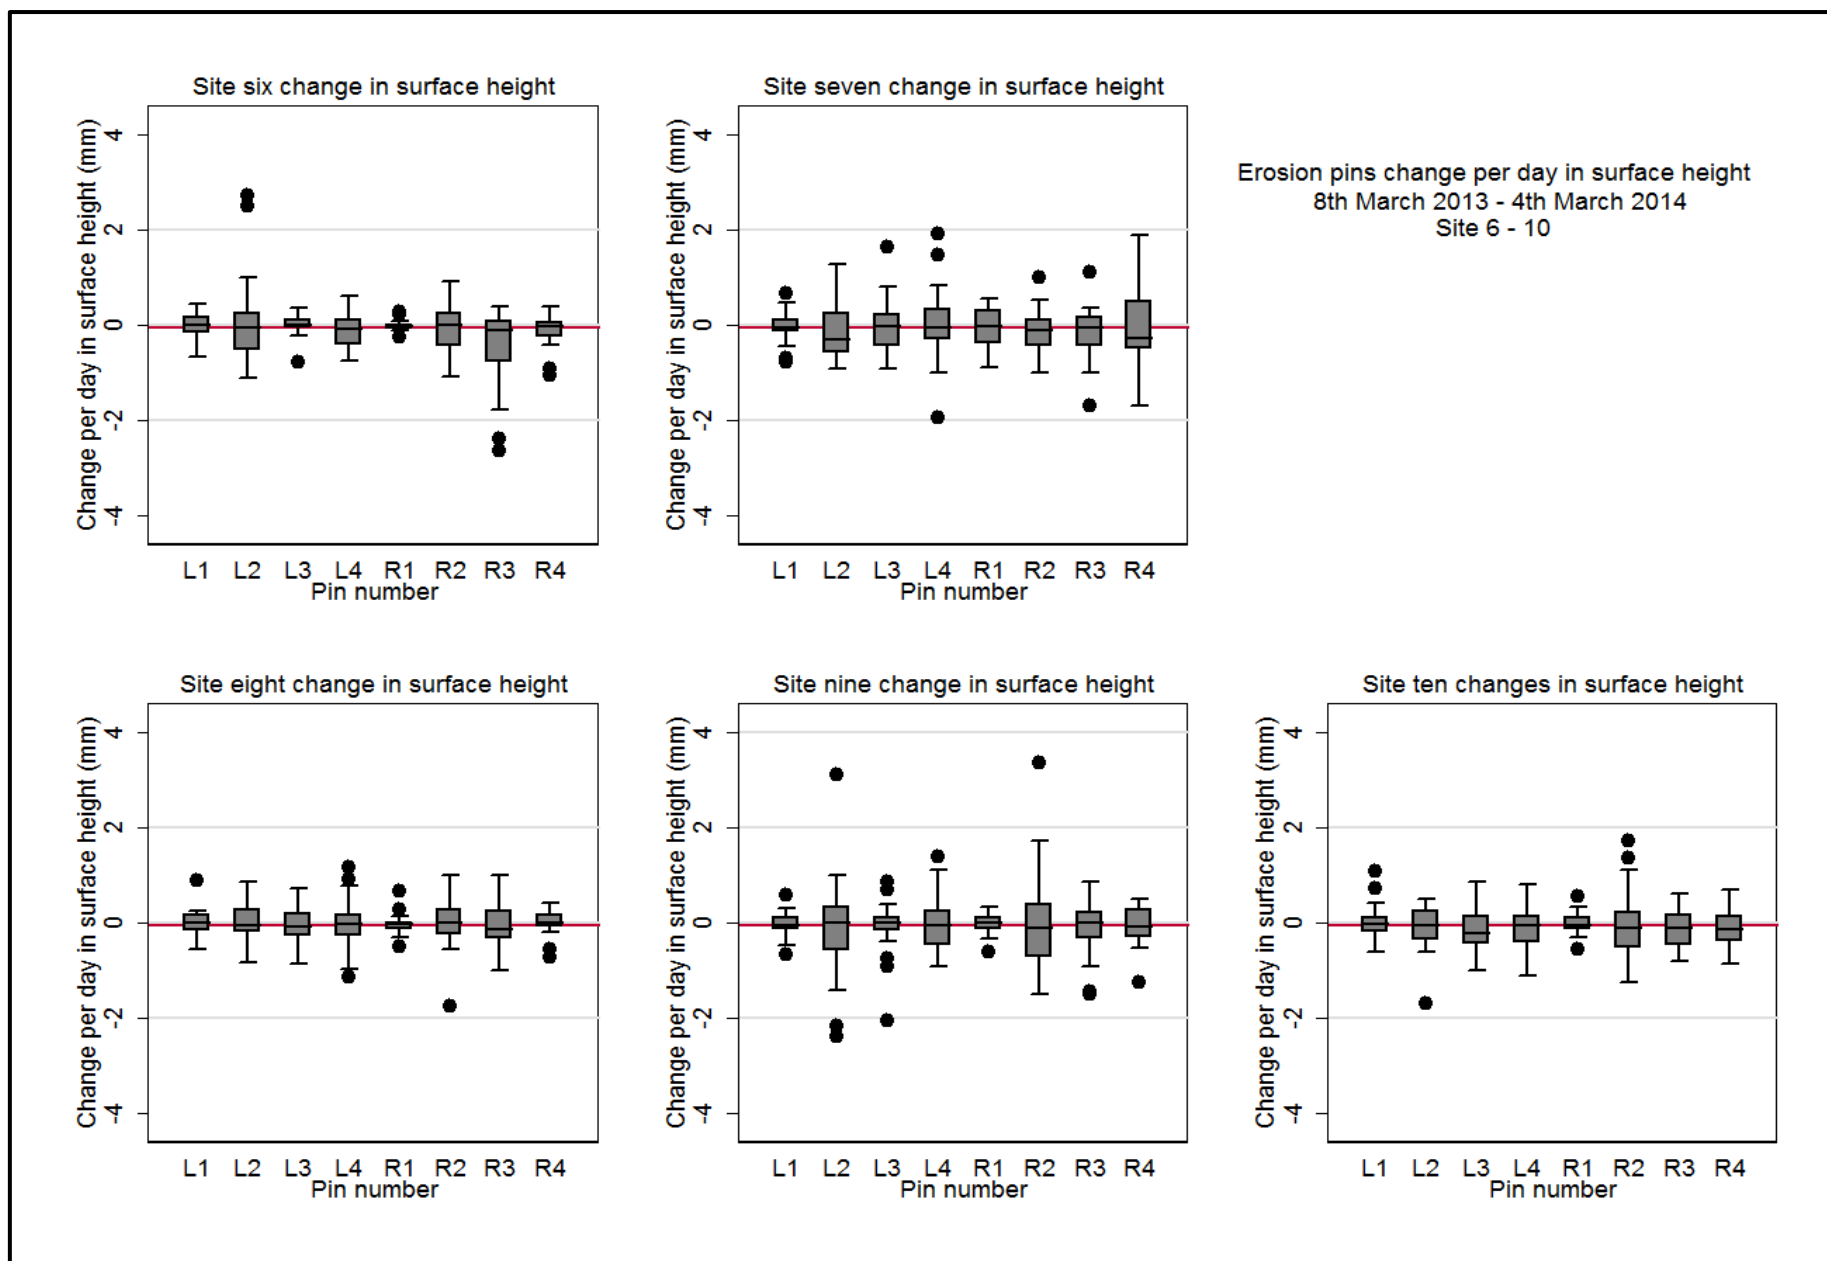 Site six change in surface height
Change per day in surface height (mm)
4
2
0
-2
-4
L1 L2 L3 L4 R1 R2 R3 R4
Pin number
Site seven change in surface height
Change per day in surface height (mm)
4
2
0
-2
-4
L1 L2 L3 L4 R1 R2 R3 R4
Pin number
Erosion pins change per day in surface height
8th March 2013 - 4th March 2014
Site 6 - 10
Site eight change in surface height
Change per day in surface height (mm)
4
2
0
-2
-4
L1 L2 L3 L4 R1 R2 R3 R4
Pin number
Site nine change in surface height
Change per day in surface height (mm)
4
2
0
-2
-4
L1 L2 L3 L4 R1 R2 R3 R4
Pin number
Site ten changes in surface height
Change per day in surface height (mm)
4
2
0
-2
-4
L1 L2 L3 L4 R1 R2 R3 R4
Pin number